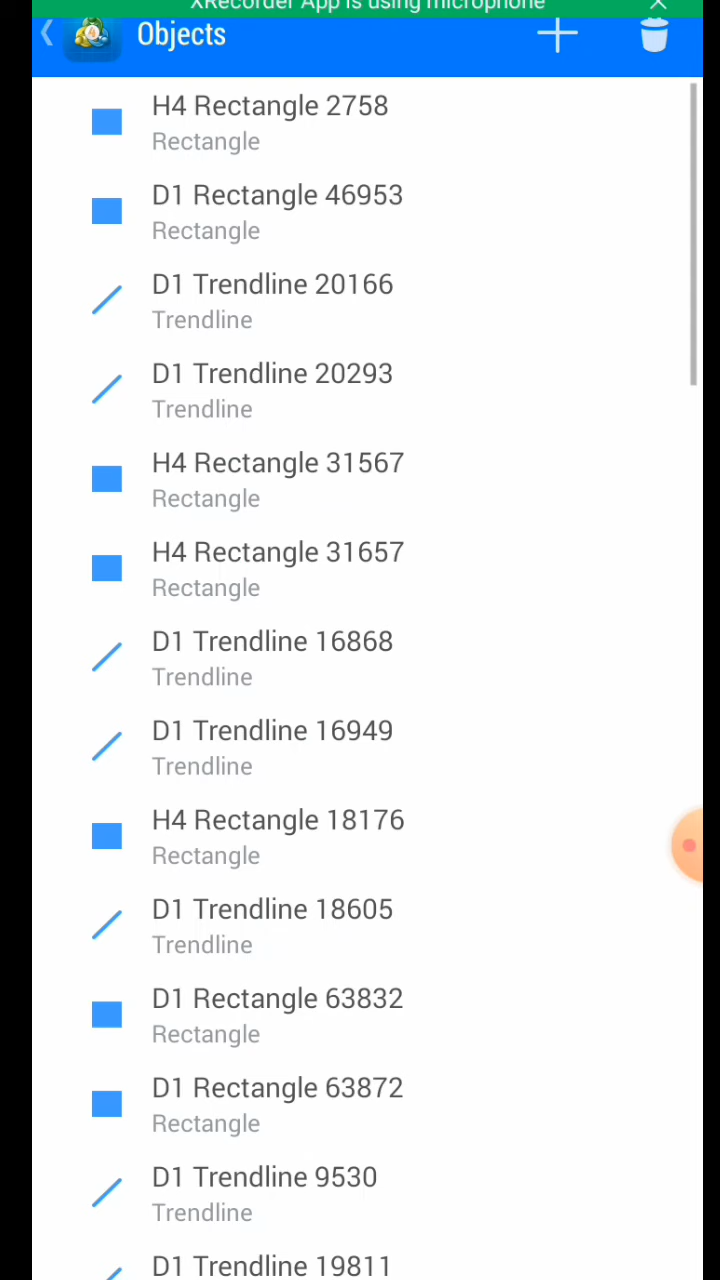 XRecorder App is using microphone
Objects
H4 Rectangle 2758
Rectangle
D1 Rectangle 46953
Rectangle
D1 Trendline 20166
Trendline
D1 Trendline 20293
Trendline
H4 Rectangle 31567
Rectangle
H4 Rectangle 31657
Rectangle
D1 Trendline 16868
Trendline
D1 Trendline 16949
Trendline
H4 Rectangle 18176
Rectangle
D1 Trendline 18605
Trendline
D1 Rectangle 63832
Rectangle
D1 Rectangle 63872
Rectangle
D1 Trendline 9530
Trendline
D1 Trendline 19811